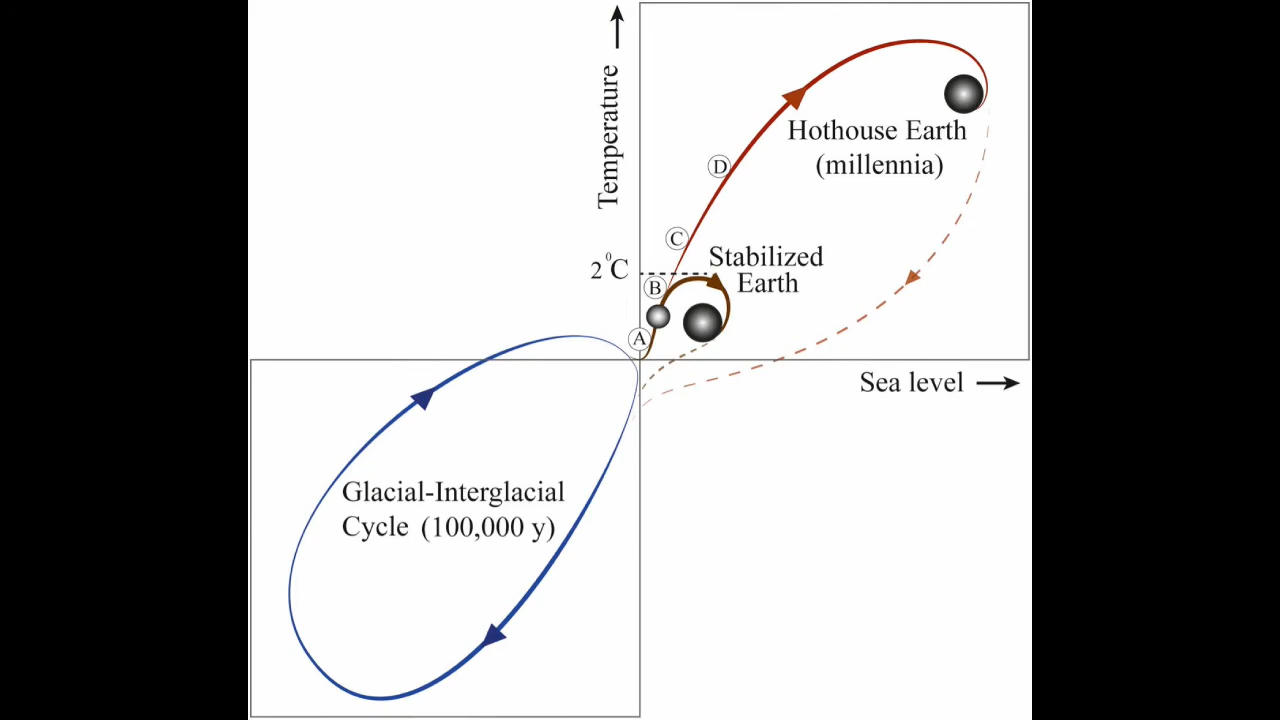 Temperature
Hothouse Earth
(millennia)
D
C
Stabilized
Earth
2°C
B
A
Sea level
Glacial-Interglacial
Cycle (100,000 y)